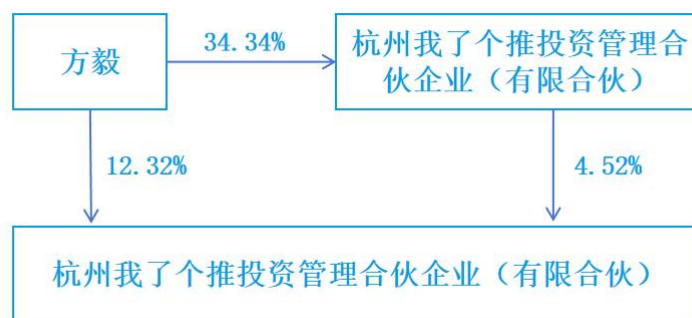 方毅
34.34%
杭州我了个推投资管理合
伙企业（有限合伙）
12.32%
4.52%
杭州我了个推投资管理合伙企业（有限合伙）